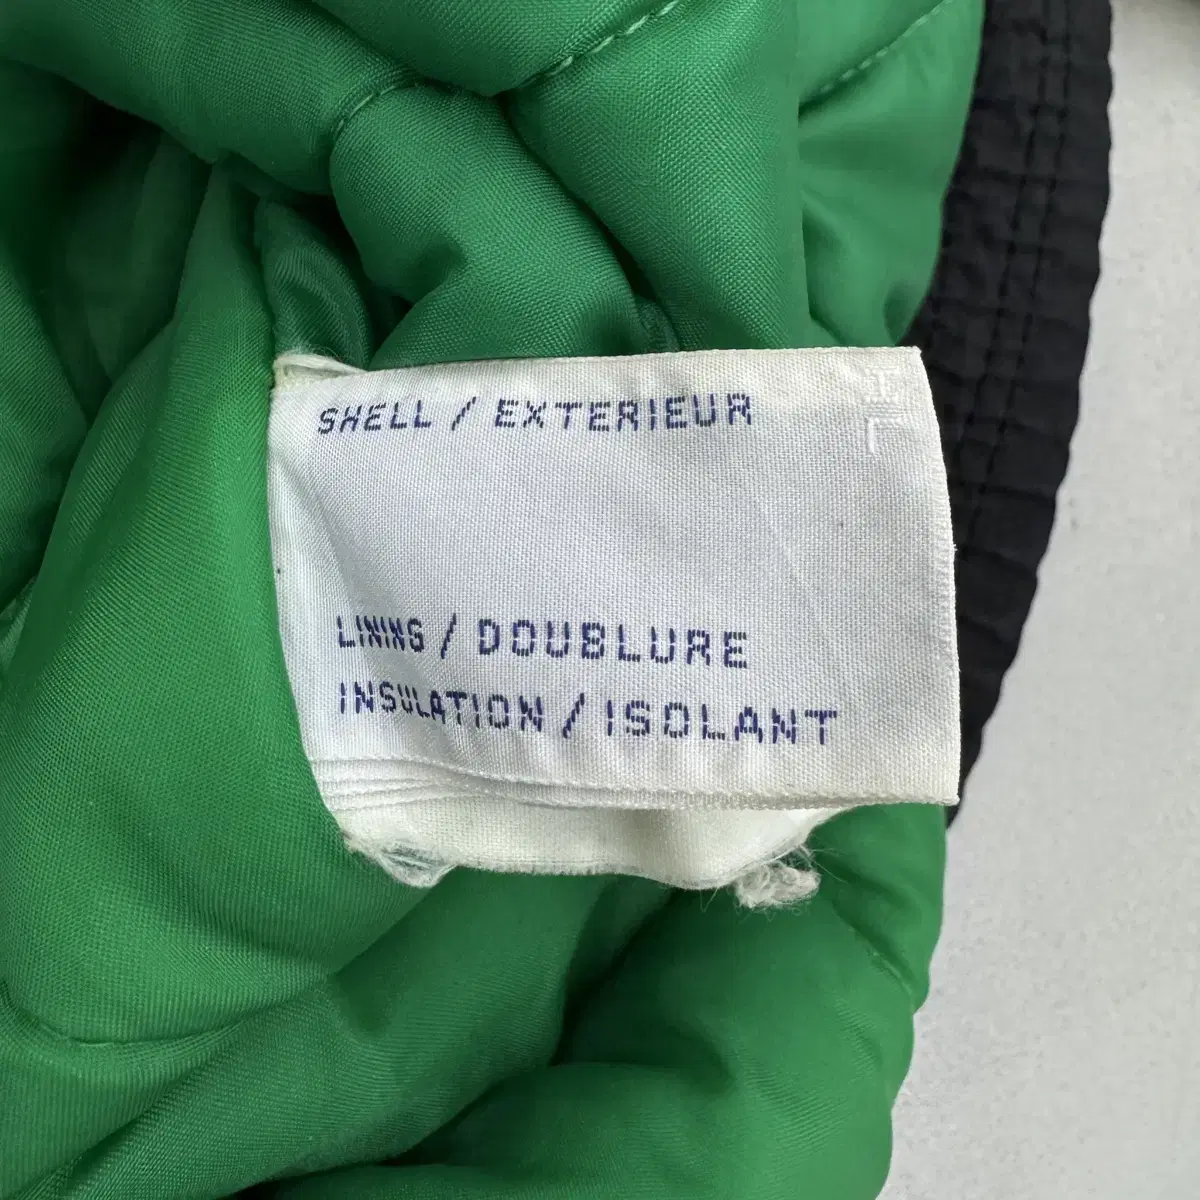 SHELL / EXTERIEUR
LINING / DOUBLURE
INSULATION / ISOLANT